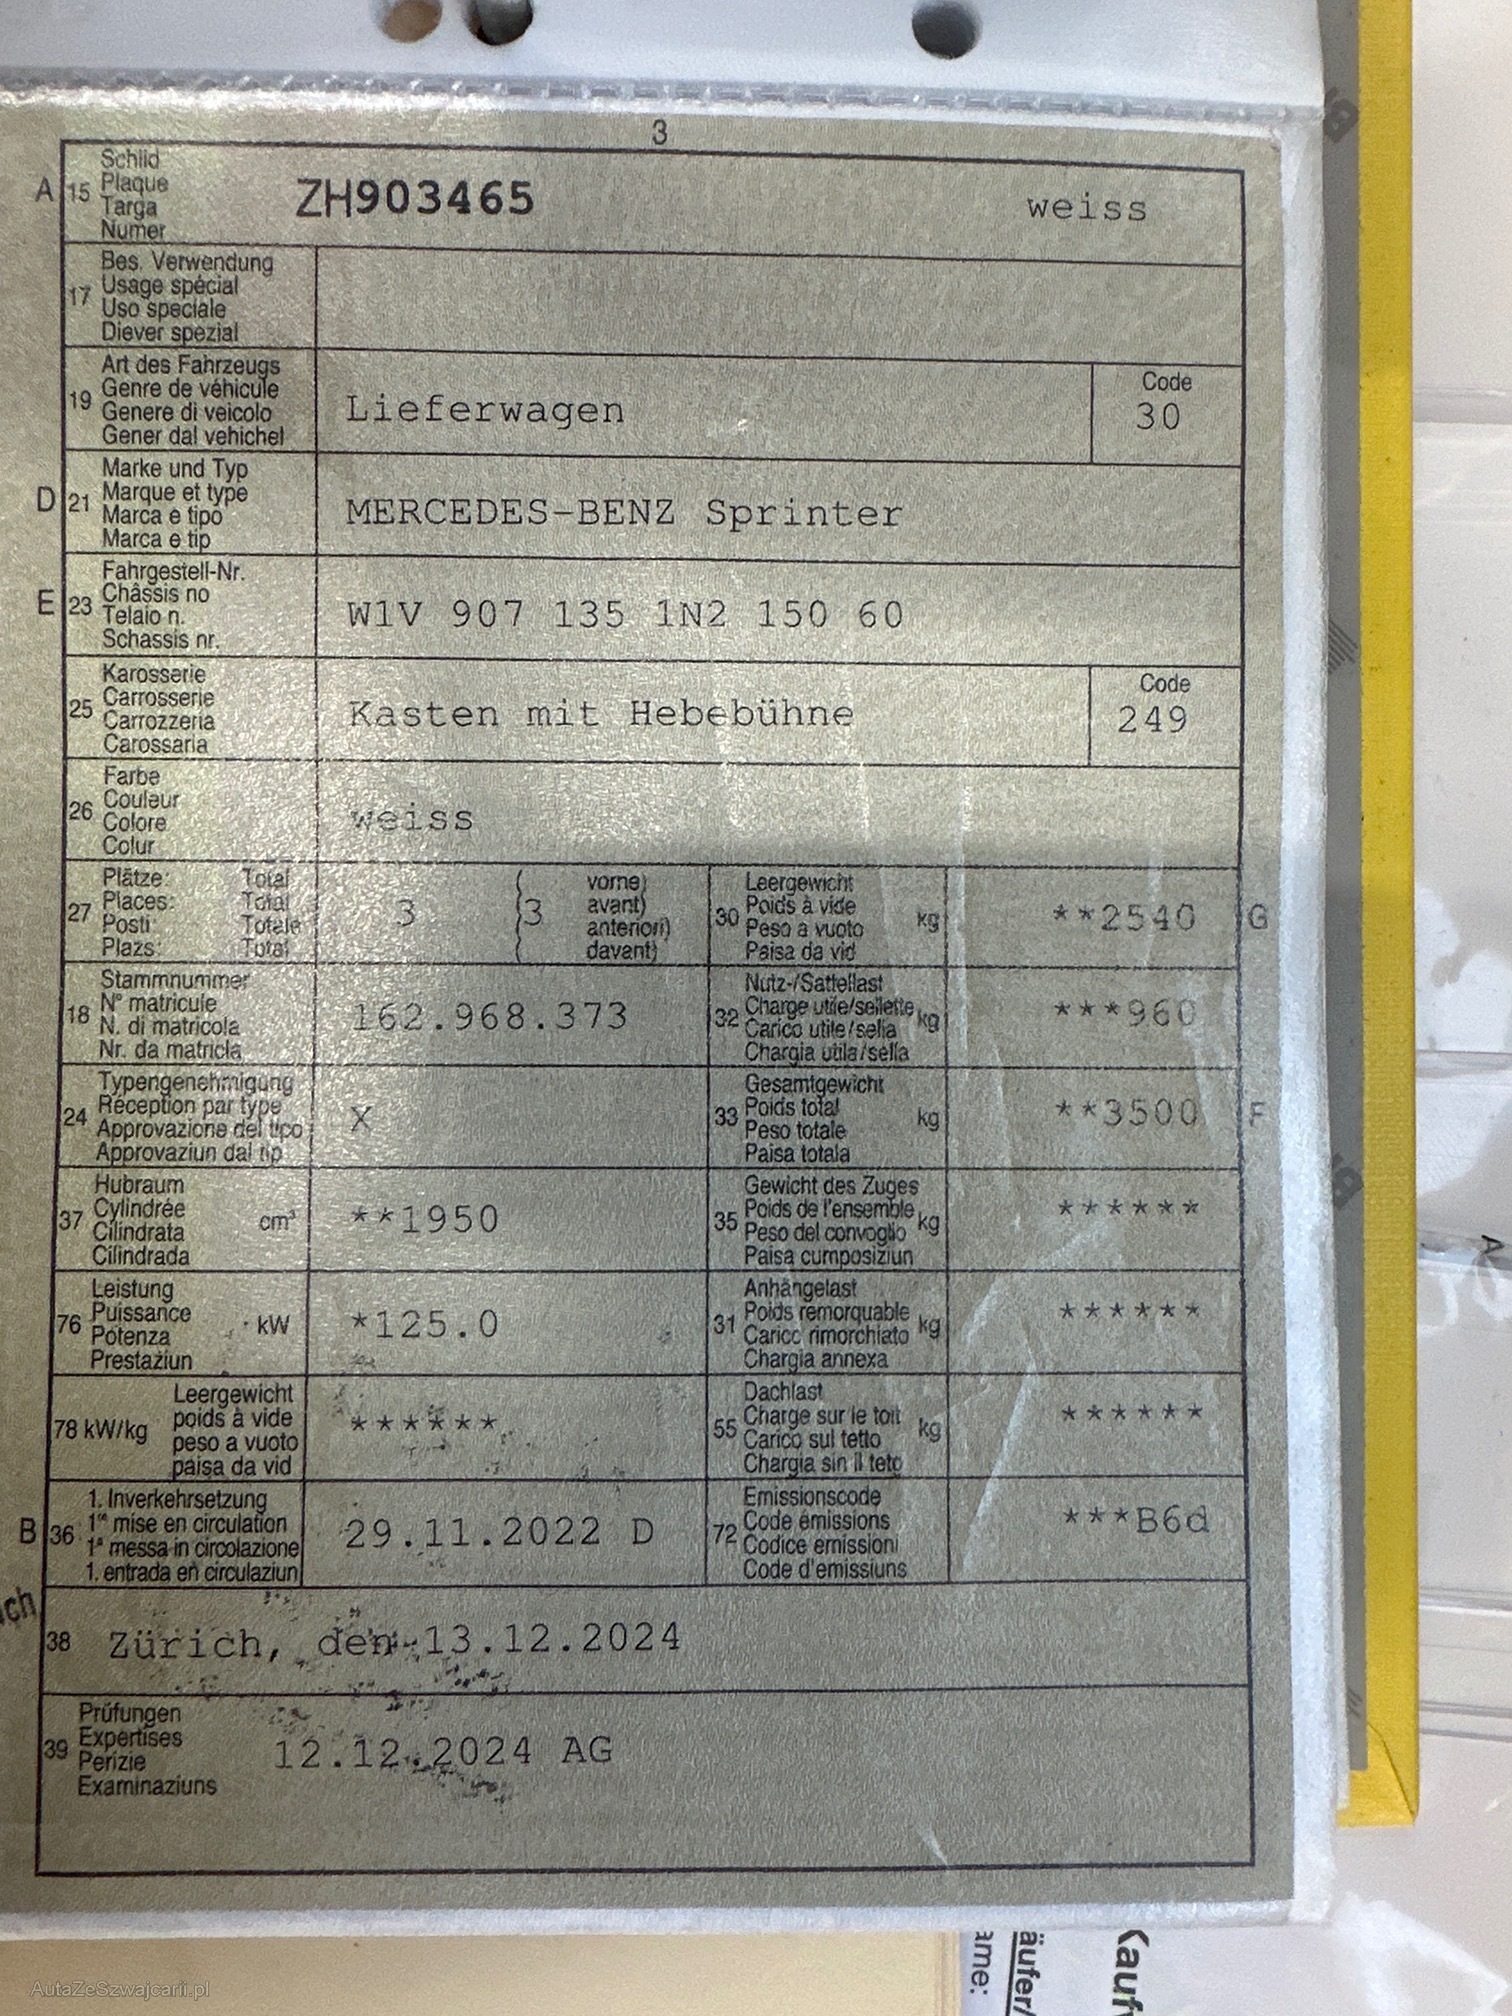 3
A 15 Schild
Plaque
Targa
Numer
ZH903465 weiss
17 Bes. Verwendung
Usage spécial
Uso speciale
Diever spezial
19 Art des Fahrzeugs
Genre de véhicule
Genere di veicolo
Gener dal vehichel
Lieferwagen
Code
30
D 21 Marke und Typ
Marque et type
Marca e tipo
Marca e tip
MERCEDES-BENZ Sprinter
E 23 Fahrgestell-Nr.
Châssis no
Telaio n.
Schassis nr.
W1V 907 135 1N2 150 60
25 Karosserie
Carrosserie
Carrozzeria
Carossaria
Kasten mit Hebebühne
Code
249
26 Farbe
Couleur
Colore
Colur
weiss
27 Plätze: Total
Places: Total
Posti: Totale
Plazs: Total
3 3
vorne)
avant)
anteriori)
davant)
30 Leergewicht
Poids à vide
Peso a vuoto
Paisa da vid
kg **2540 G
18 Stammnummer
N° matricule
N. di matricola
Nr. da matricla
162.968.373
32 Nutz-/Sattellast
Charge utile/sellette
Carico utile/sella
Chargia utila/sella
kg ***960
24 Typengenehmigung
Réception par type
Approvazione del tipo
Approvaziun dal tip
X
33 Gesamtgewicht
Poids total
Peso totale
Paisa totala
kg **3500 F
37 Hubraum
Cylindrée
Cilindrata
Cilindrada
cm³ **1950
35 Gewicht des Zuges
Poids de l'ensemble
Peso del convoglio
Paisa cumposiziun
kg ******
76 Leistung
Puissance
Potenza
Prestaziun
kW *125.0
31 Anhängelast
Poids remorquable
Carico rimorchiato
Chargia annexa
kg ******
78 kW/kg Leergewicht
poids à vide
peso a vuoto
paisa da vid
******
55 Dachlast
Charge sur le toit
Carico sul tetto
Chargia sin il tetg
kg ******
B 36 1. Inverkehrsetzung
1re mise en circulation
1a messa in circolazione
1. entrada en circulaziun
29.11.2022 D
72 Emissionscode
Code émissions
Codice emissioni
Code d'emissiuns
***B6d
38 Zürich, den 13.12.2024
39 Prüfungen
Expertises
Perizie
Examinaziuns
12.12.2024 AG
AutaZeSzwajcarii.pl